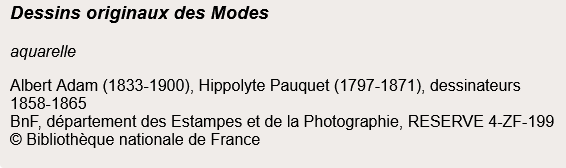 Dessins originaux des Modes
aquarelle
Albert Adam (1833-1900), Hippolyte Pauquet (1797-1871), dessinateurs
1858-1865
BnF, département des Estampes et de la Photographie, RESERVE 4-ZF-199
© Bibliothèque nationale de France